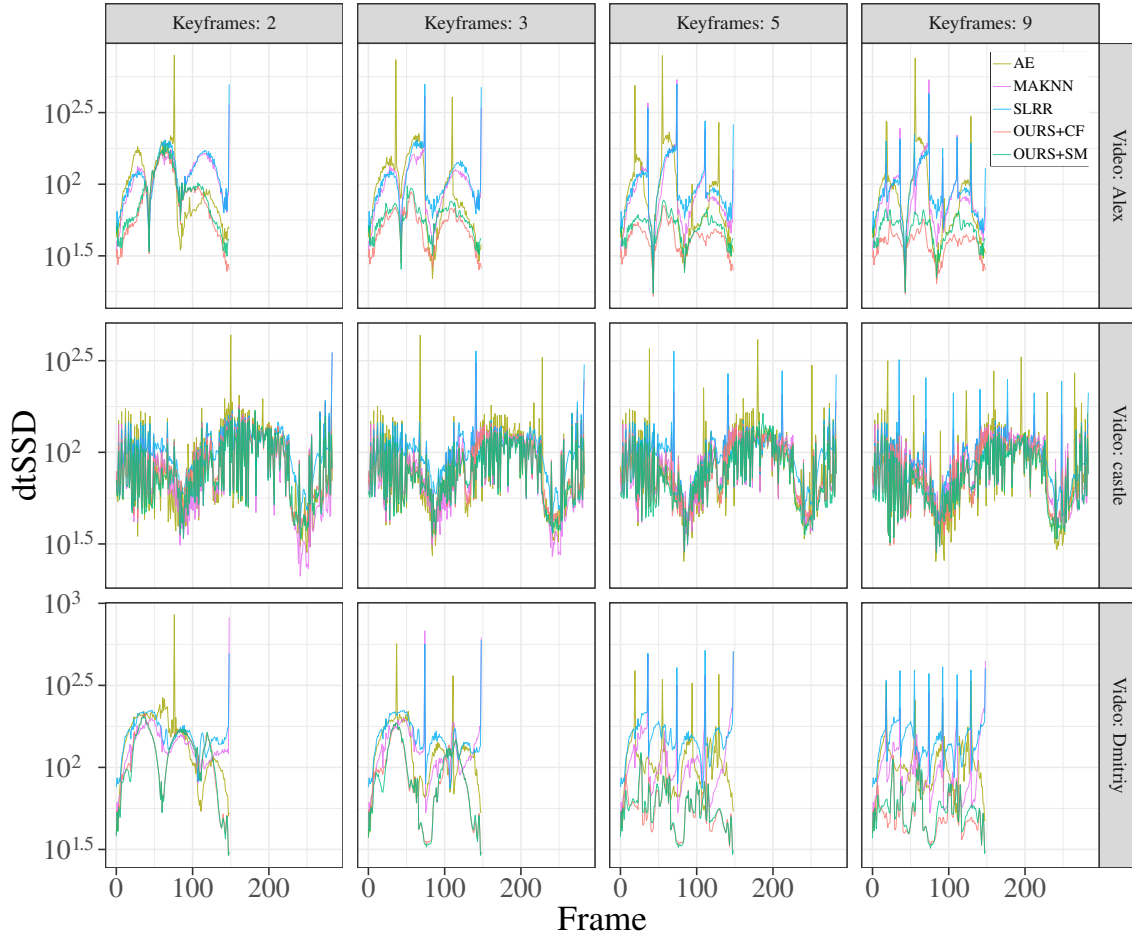 Keyframes: 2 Keyframes: 3 Keyframes: 5 Keyframes: 9
AE
MAKNN
SLRR
OURS+CF
OURS+SM
10^2.5
10^2
10^1.5
Video: Alex
10^2.5
10^2
10^1.5
Video: castle
10^3
10^2.5
10^2
10^1.5
Video: Dmitriy
dtSSD
0 100 200 0 100 200 0 100 200 0 100 200
Frame